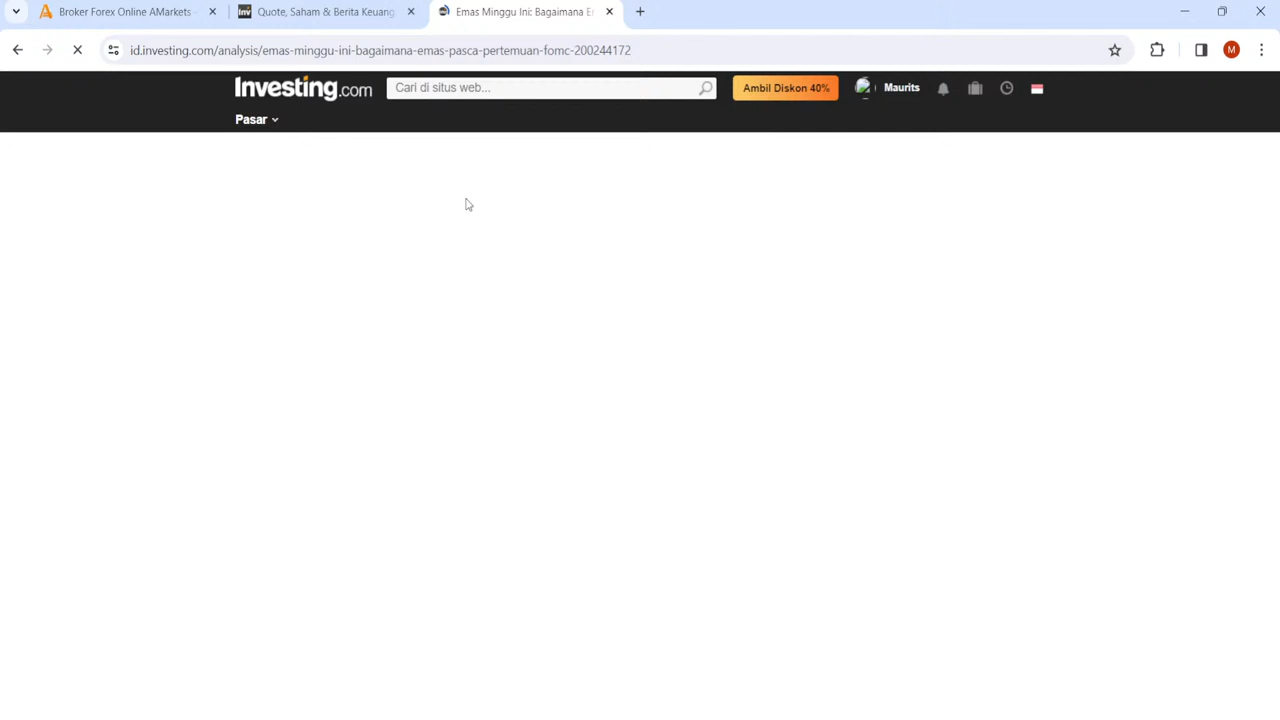 Broker Forex Online AMarkets
Quote, Saham & Berita Keuang
Emas Minggu Ini: Bagaimana E
id.investing.com/analysis/emas-minggu-ini-bagaimana-emas-pasca-pertemuan-fomc-200244172
M
Investing.com
Cari di situs web...
Ambil Diskon 40%
Maurits
Pasar